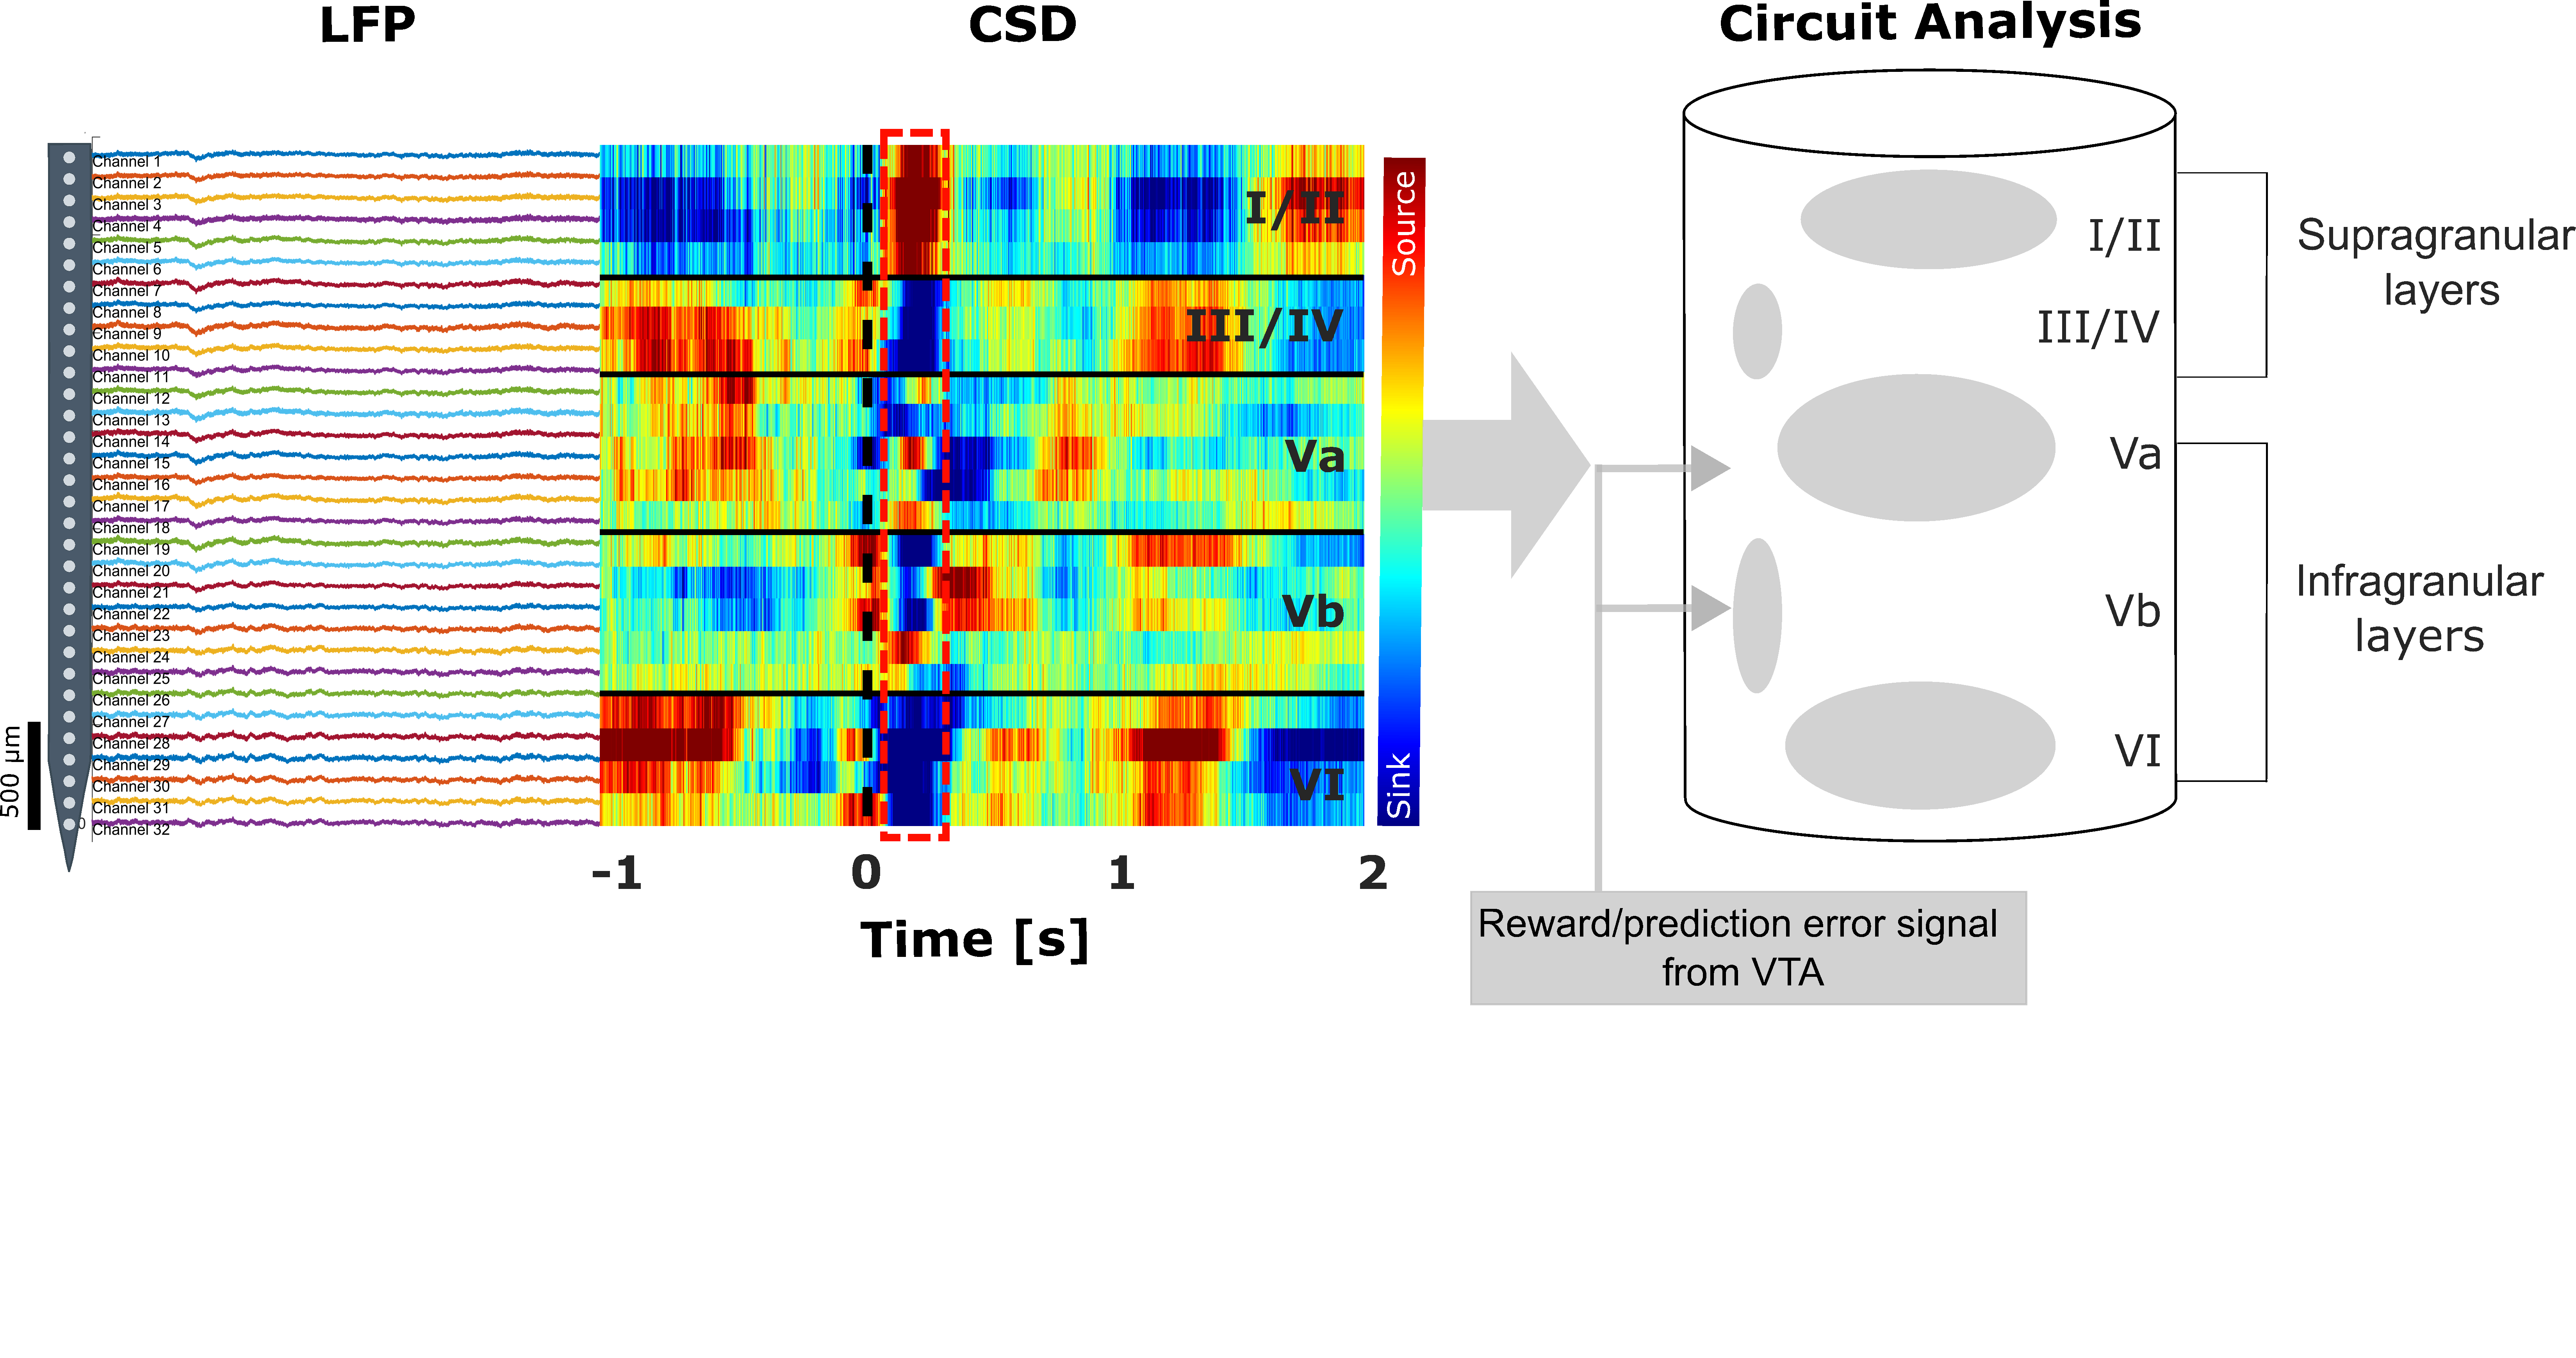 LFP
CSD
Circuit Analysis
Channel 1
Channel 2
Channel 3
Channel 4
Channel 5
Channel 6
Channel 7
Channel 8
Channel 9
Channel 10
Channel 11
Channel 12
Channel 13
Channel 14
Channel 15
Channel 16
Channel 17
Channel 18
Channel 19
Channel 20
Channel 21
Channel 22
Channel 23
Channel 24
Channel 25
Channel 26
Channel 27
Channel 28
Channel 29
Channel 30
Channel 31
Channel 32
0
500 µm
I/II
III/IV
Va
Vb
VI
-1
0
1
2
Time [s]
Source
Sink
I/II
III/IV
Va
Vb
VI
Supragranular
layers
Infragranular
layers
Reward/prediction error signal
from VTA